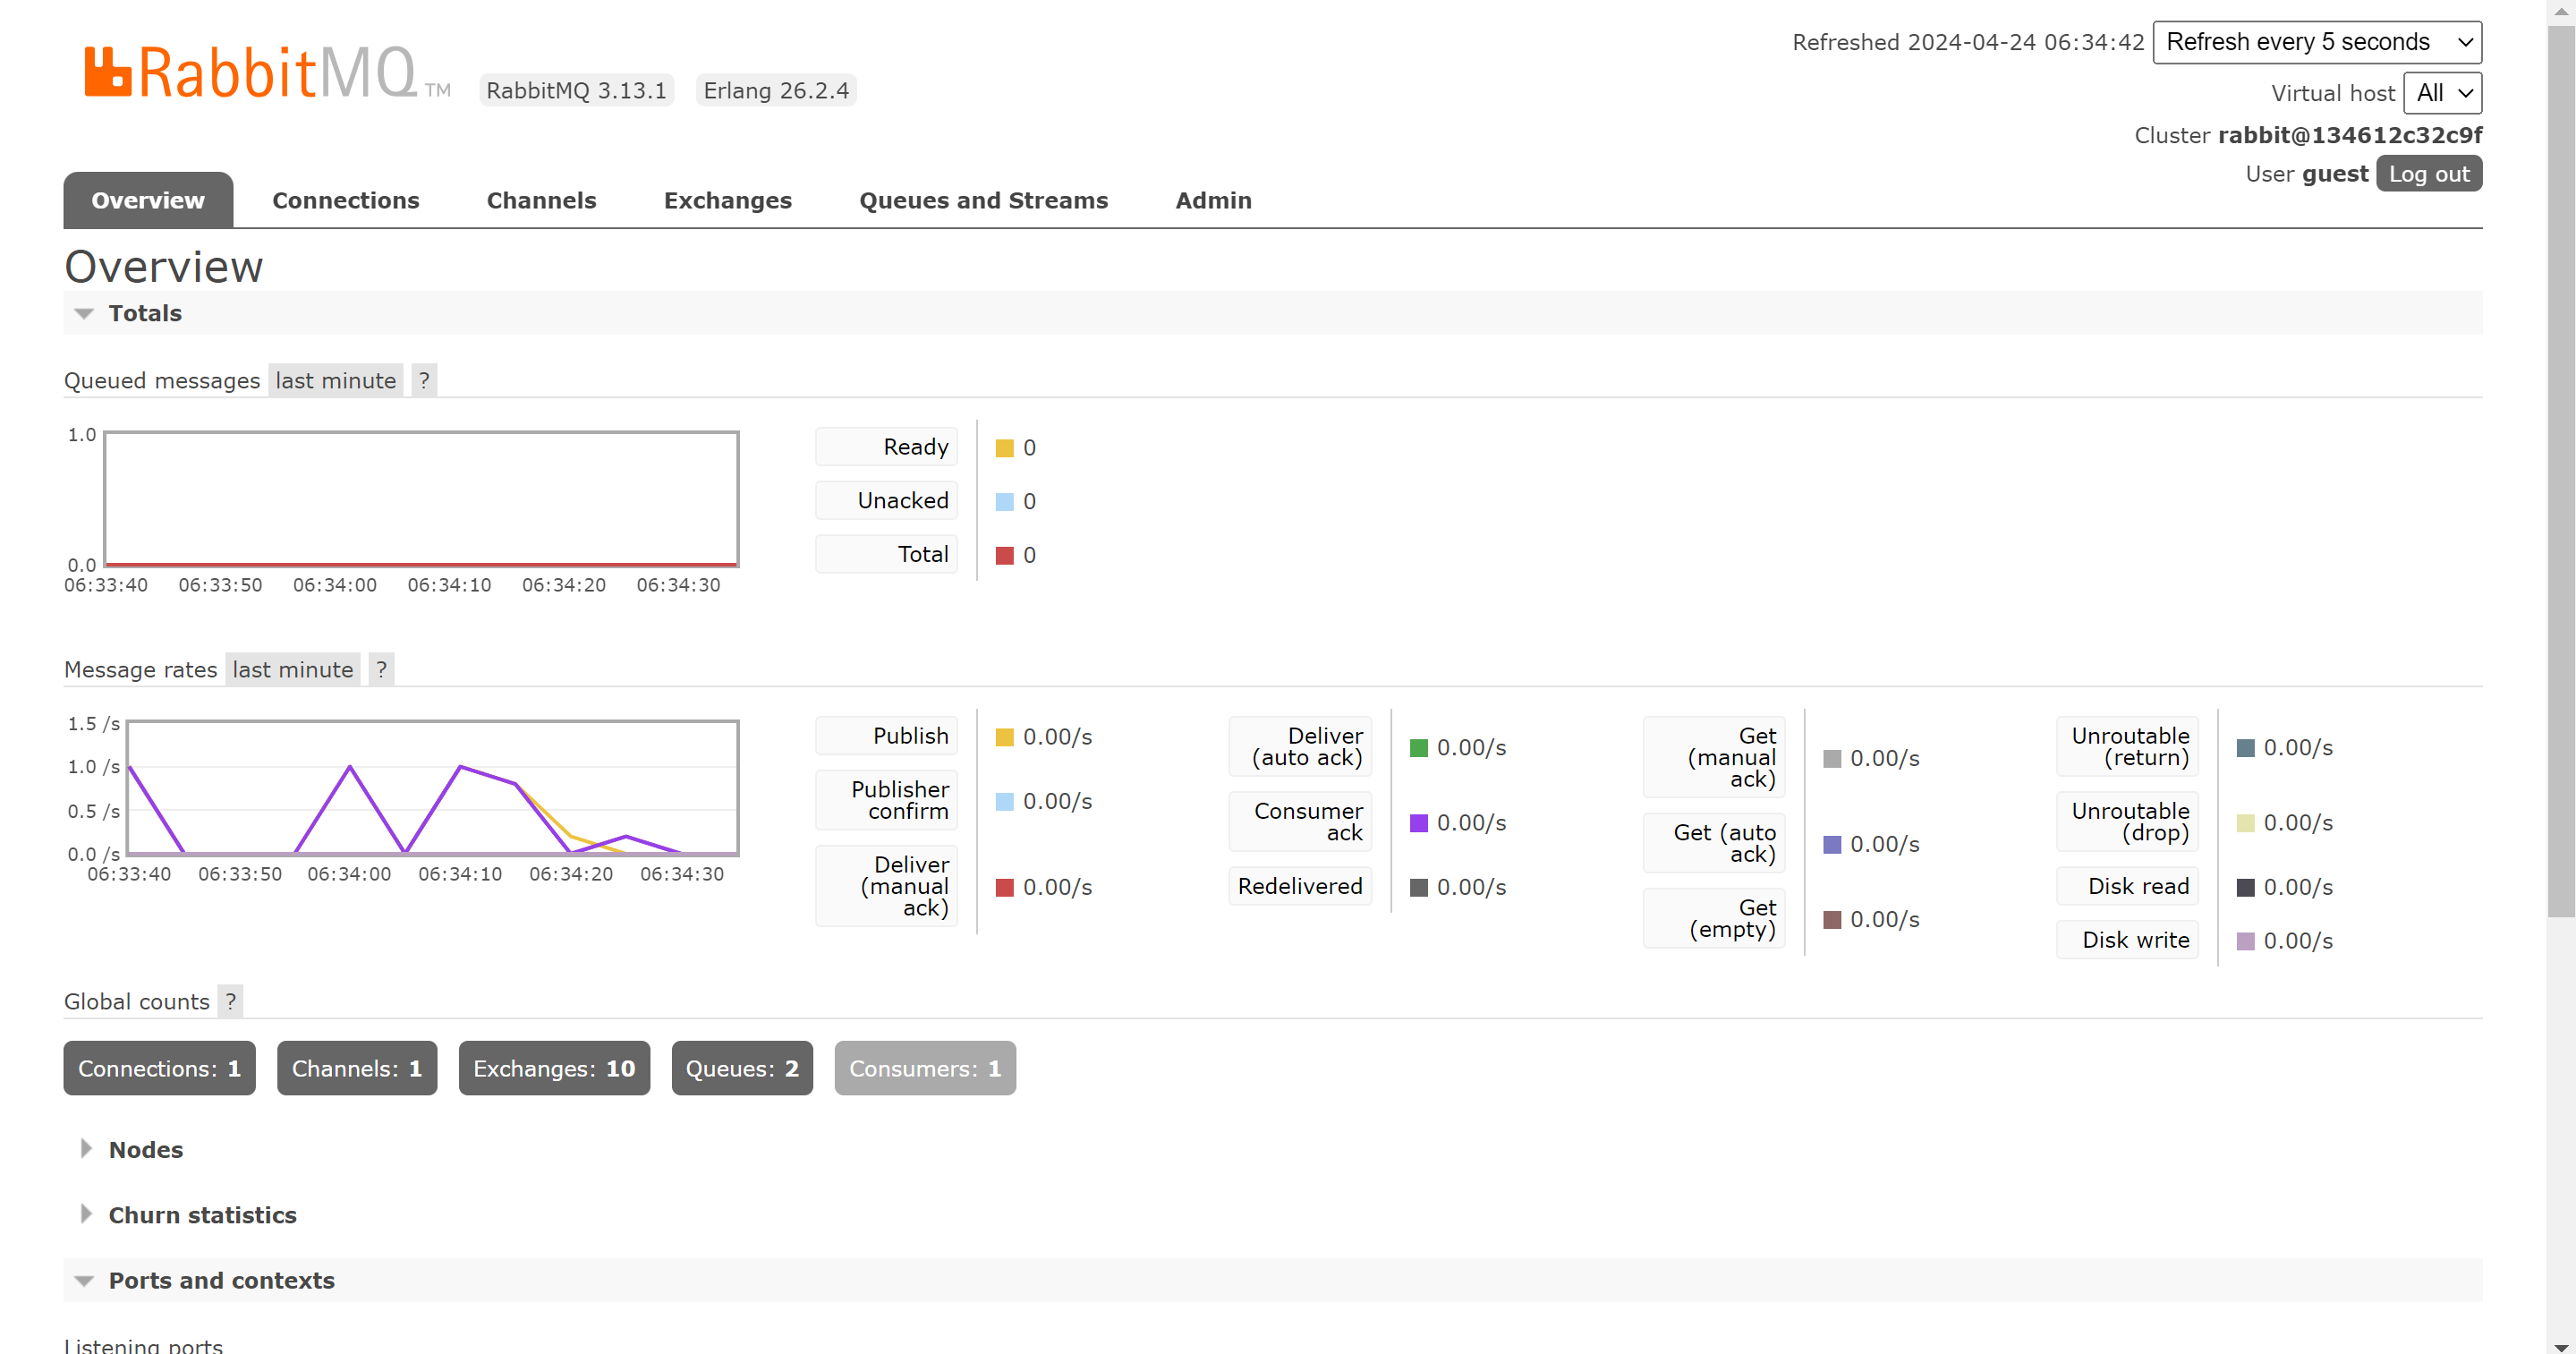 RabbitMQ TM RabbitMQ 3.13.1 Erlang 26.2.4
Refreshed 2024-04-24 06:34:42 Refresh every 5 seconds
Virtual host All
Cluster rabbit@134612c32c9f
User guest Log out
Overview Connections Channels Exchanges Queues and Streams Admin
Overview
Totals
Queued messages last minute ?
1.0
0.0
06:33:40 06:33:50 06:34:00 06:34:10 06:34:20 06:34:30
Ready 0
Unacked 0
Total 0
Message rates last minute ?
1.5 /s
1.0 /s
0.5 /s
0.0 /s
06:33:40 06:33:50 06:34:00 06:34:10 06:34:20 06:34:30
Publish 0.00/s
Publisher
confirm 0.00/s
Deliver
(manual 0.00/s
ack)
Deliver
(auto ack) 0.00/s
Consumer
ack 0.00/s
Redelivered 0.00/s
Get
(manual 0.00/s
ack)
Get (auto
ack) 0.00/s
Get
(empty) 0.00/s
Unroutable
(return) 0.00/s
Unroutable
(drop) 0.00/s
Disk read 0.00/s
Disk write 0.00/s
Global counts ?
Connections: 1 Channels: 1 Exchanges: 10 Queues: 2 Consumers: 1
Nodes
Churn statistics
Ports and contexts
Listening ports